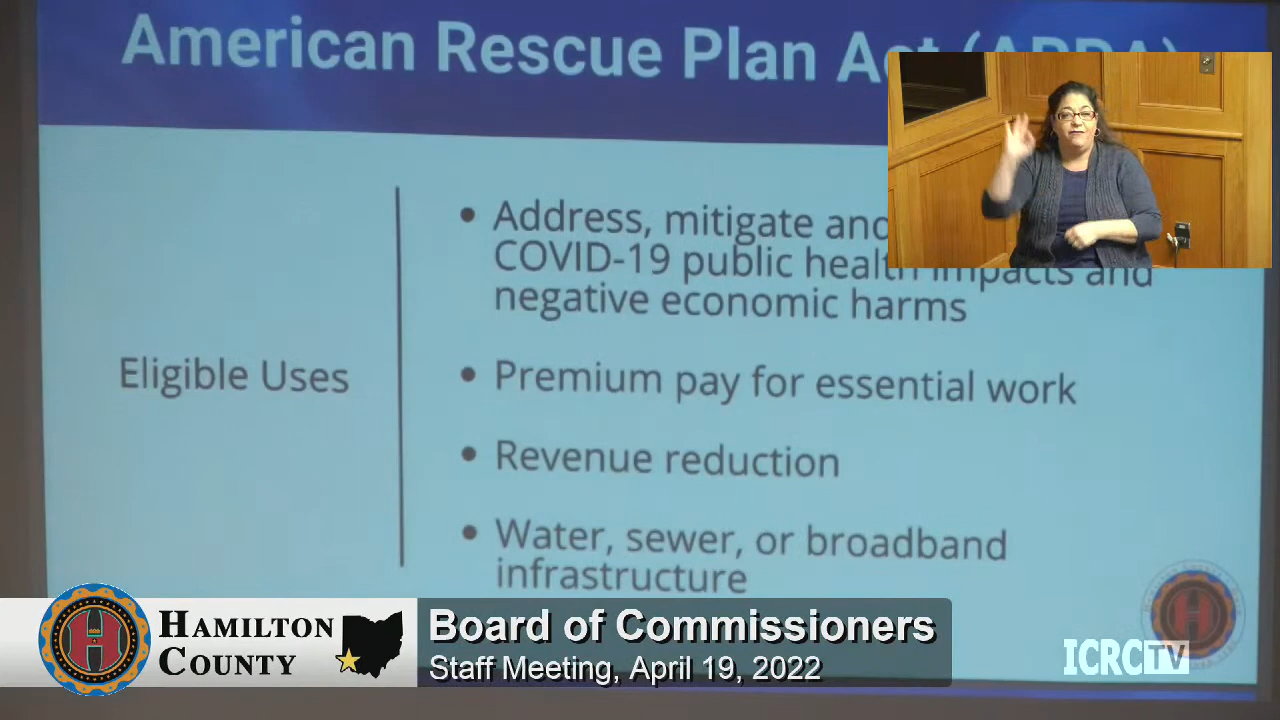 American Rescue Plan Act (ARPA)
Address, mitigate and
COVID-19 public health impacts and
negative economic harms
Eligible Uses
Premium pay for essential work
Revenue reduction
Water, sewer, or broadband
infrastructure
HAMILTON
COUNTY
Board of Commissioners
Staff Meeting, April 19, 2022
ICRCTV